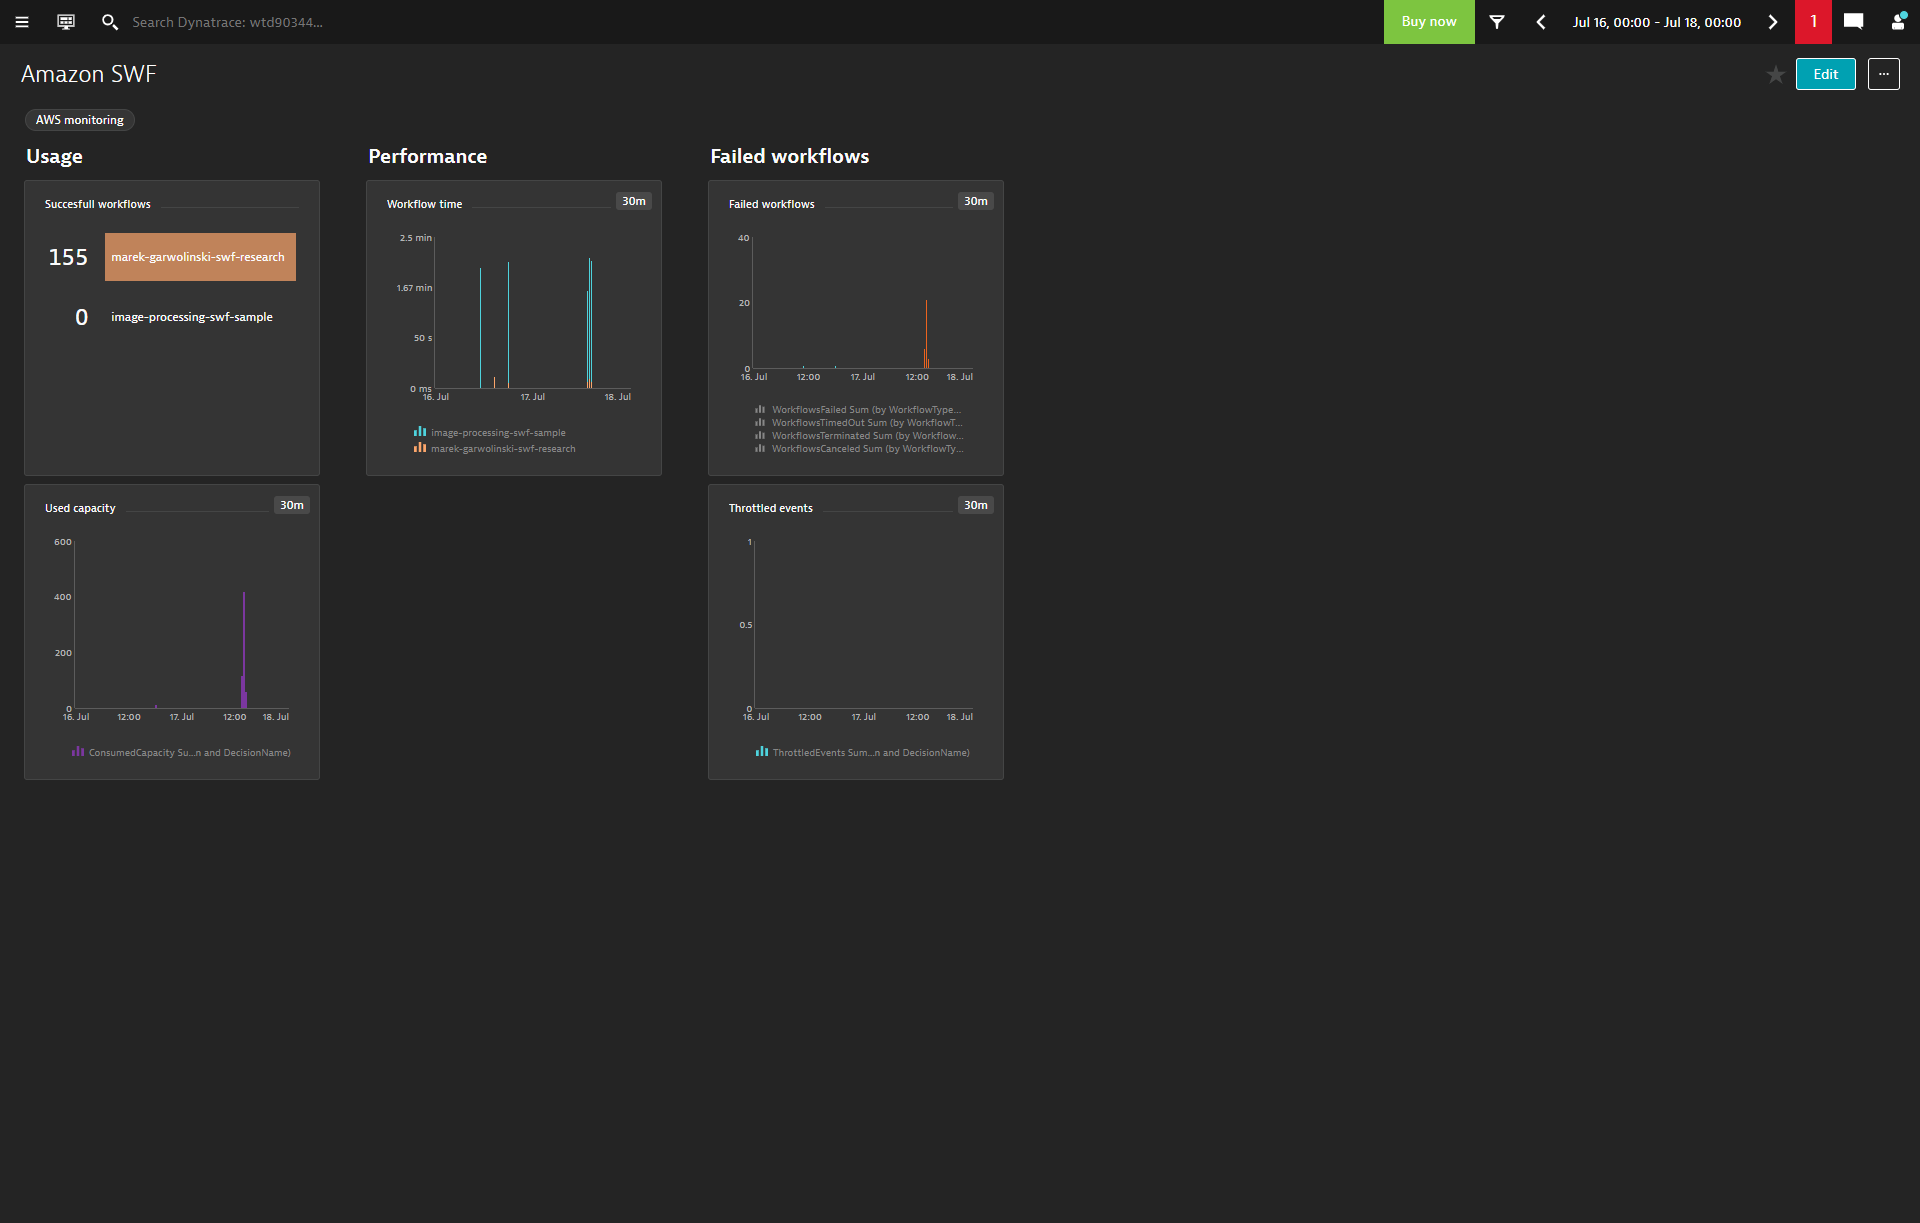 Search Dynatrace: wtd90344...
Buy now
Jul 16, 00:00 - Jul 18, 00:00
1
Amazon SWF
Edit
...
AWS monitoring
Usage
Succesfull workflows
155 marek-garwolinski-swf-research
0 image-processing-swf-sample
Used capacity
30m
600
400
200
0
16. Jul 12:00 17. Jul 12:00 18. Jul
ConsumedCapacity Su...n and DecisionName)
Performance
Workflow time
30m
2.5 min
1.67 min
50 s
0 ms
16. Jul 17. Jul 18. Jul
image-processing-swf-sample
marek-garwolinski-swf-research
Failed workflows
Failed workflows
30m
40
20
0
16. Jul 12:00 17. Jul 12:00 18. Jul
WorkflowsFailed Sum (by WorkflowType...
WorkflowsTimedOut Sum (by WorkflowT...
WorkflowsTerminated Sum (by Workflow...
WorkflowsCanceled Sum (by WorkflowTy...
Throttled events
30m
1
0.5
0
16. Jul 12:00 17. Jul 12:00 18. Jul
ThrottledEvents Sum...n and DecisionName)